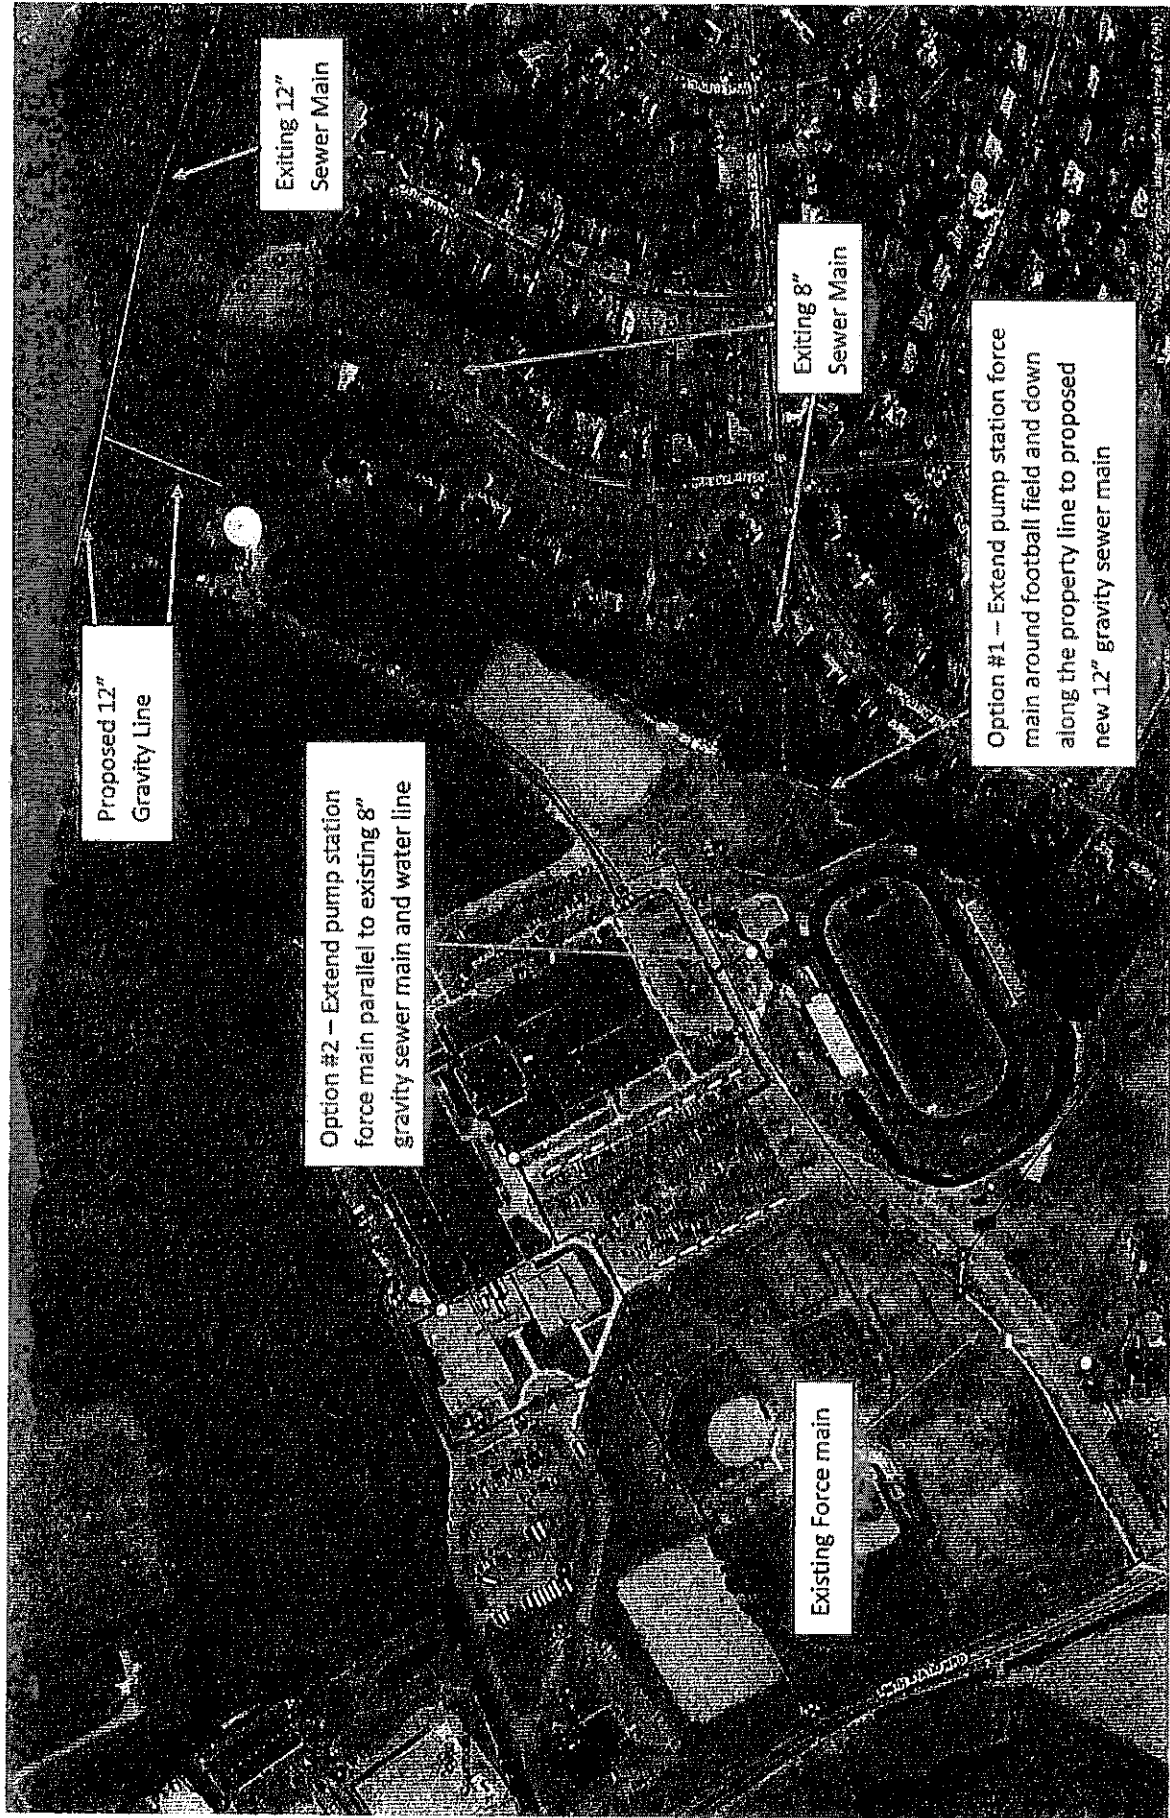 Proposed 12"
Gravity Line
Exiting 12"
Sewer Main
Option #2 – Extend pump station
force main parallel to existing 8"
gravity sewer main and water line
Exiting 8"
Sewer Main
Existing Force main
Option #1 – Extend pump station force
main around football field and down
along the property line to proposed
new 12" gravity sewer main